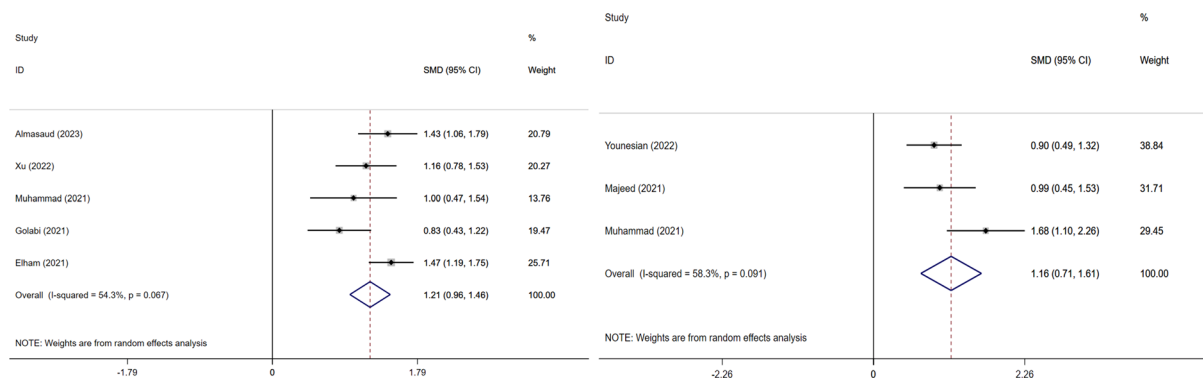 Study %
ID SMD (95% CI) Weight
Almasaud (2023) 1.43 (1.06, 1.79) 20.79
Xu (2022) 1.16 (0.78, 1.53) 20.27
Muhammad (2021) 1.00 (0.47, 1.54) 13.76
Golabi (2021) 0.83 (0.43, 1.22) 19.47
Elham (2021) 1.47 (1.19, 1.75) 25.71
Overall (I-squared = 54.3%, p = 0.067) 1.21 (0.96, 1.46) 100.00
NOTE: Weights are from random effects analysis
-1.79 0 1.79
Study %
ID SMD (95% CI) Weight
Younesian (2022) 0.90 (0.49, 1.32) 38.84
Majeed (2021) 0.99 (0.45, 1.53) 31.71
Muhammad (2021) 1.68 (1.10, 2.26) 29.45
Overall (I-squared = 58.3%, p = 0.091) 1.16 (0.71, 1.61) 100.00
NOTE: Weights are from random effects analysis
-2.26 0 2.26